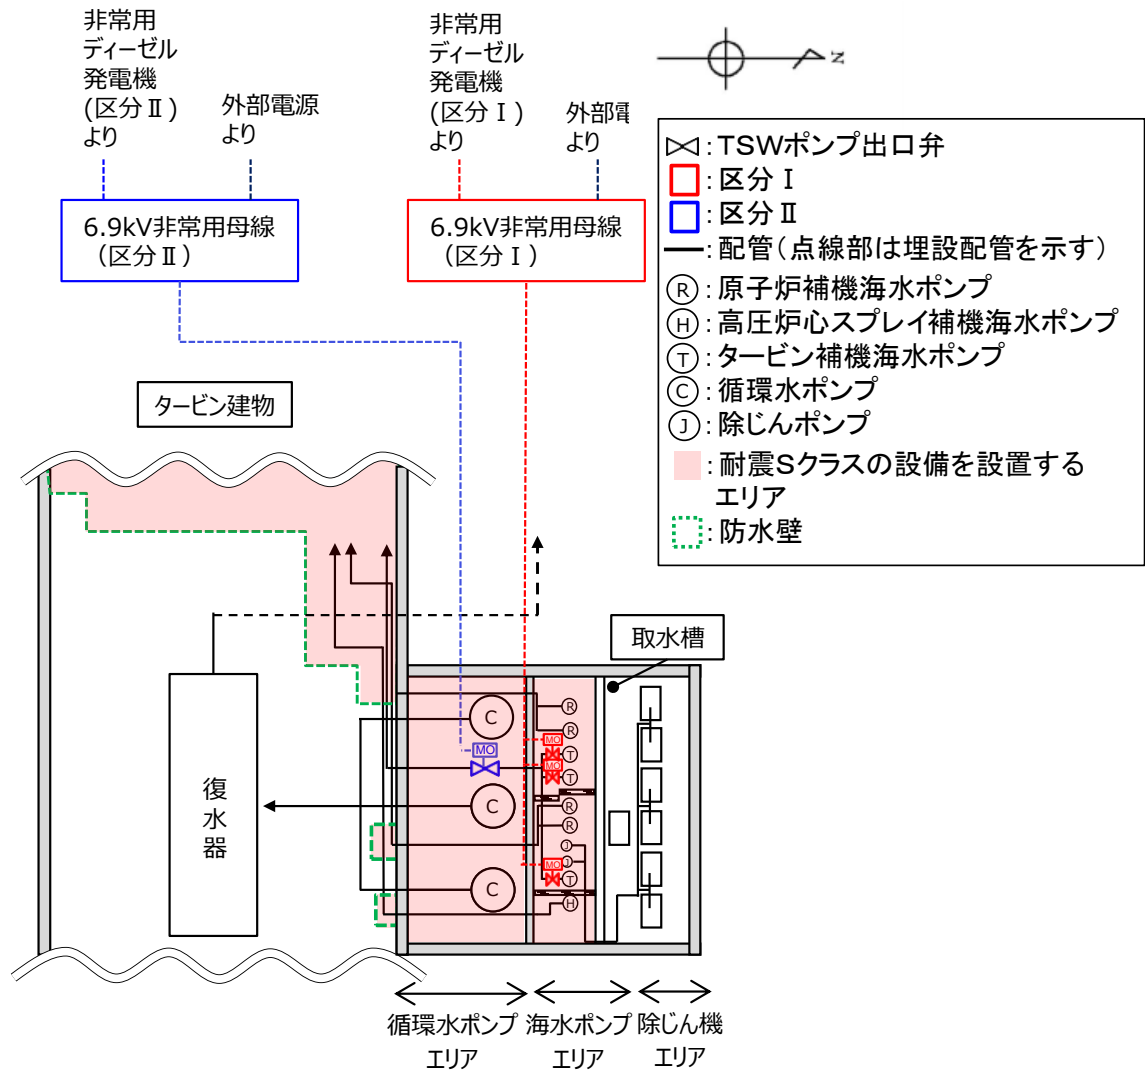 非常用
ディーゼル
発電機
(区分Ⅱ)
より
外部電源
より
非常用
ディーゼル
発電機
(区分Ⅰ)
より
外部電
より
N
6.9kV非常用母線
(区分Ⅱ)
6.9kV非常用母線
(区分Ⅰ)
:TSWポンプ出口弁
:区分Ⅰ
:区分Ⅱ
:配管(点線部は埋設配管を示す)
R:原子炉補機海水ポンプ
H:高圧炉心スプレイ補機海水ポンプ
T:タービン補機海水ポンプ
C:循環水ポンプ
J:除じんポンプ
:耐震Sクラスの設備を設置する
エリア
:防水壁
タービン建物
取水槽
復水器
C
MO
C
C
R
R
MO
T
MO
T
R
R
J
J
MO
T
H
循環水ポンプ
エリア
海水ポンプ
エリア
除じん機
エリア